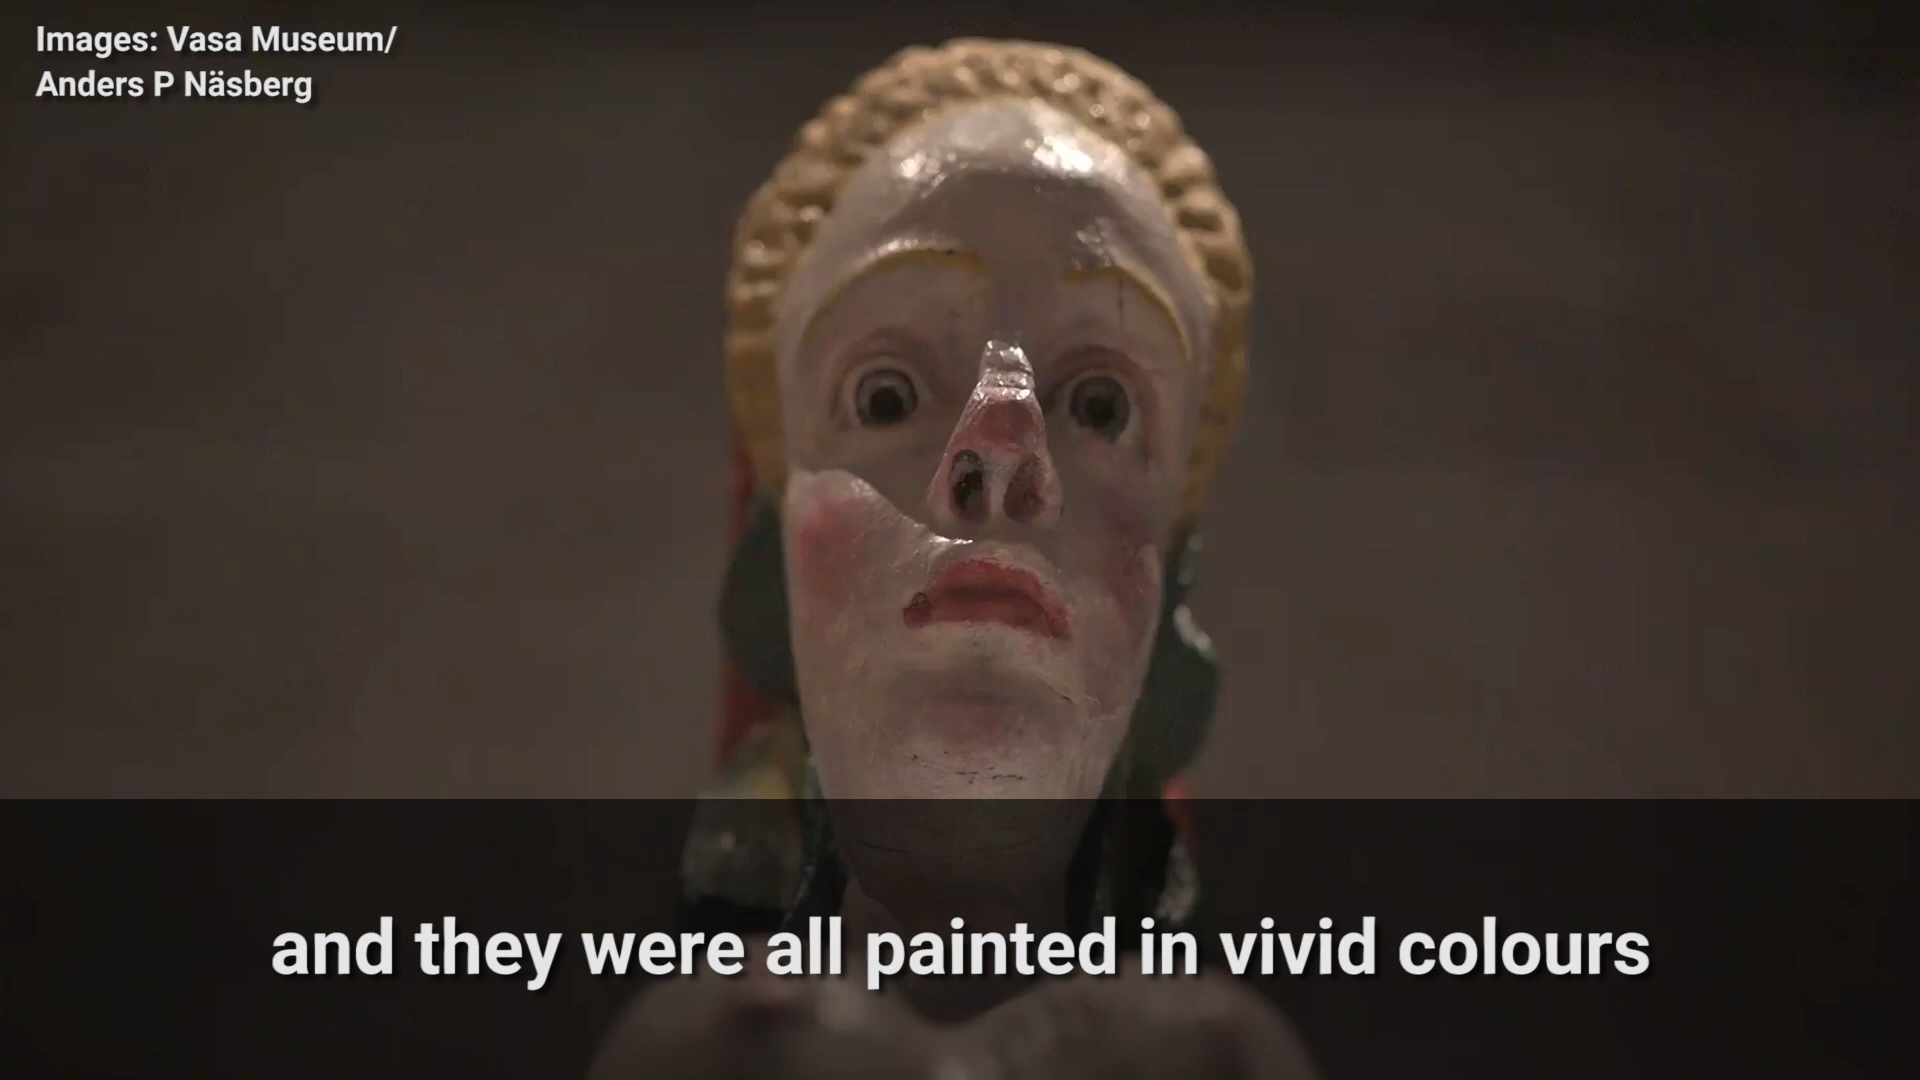 Images: Vasa Museum/
Anders P Näsberg
and they were all painted in vivid colours